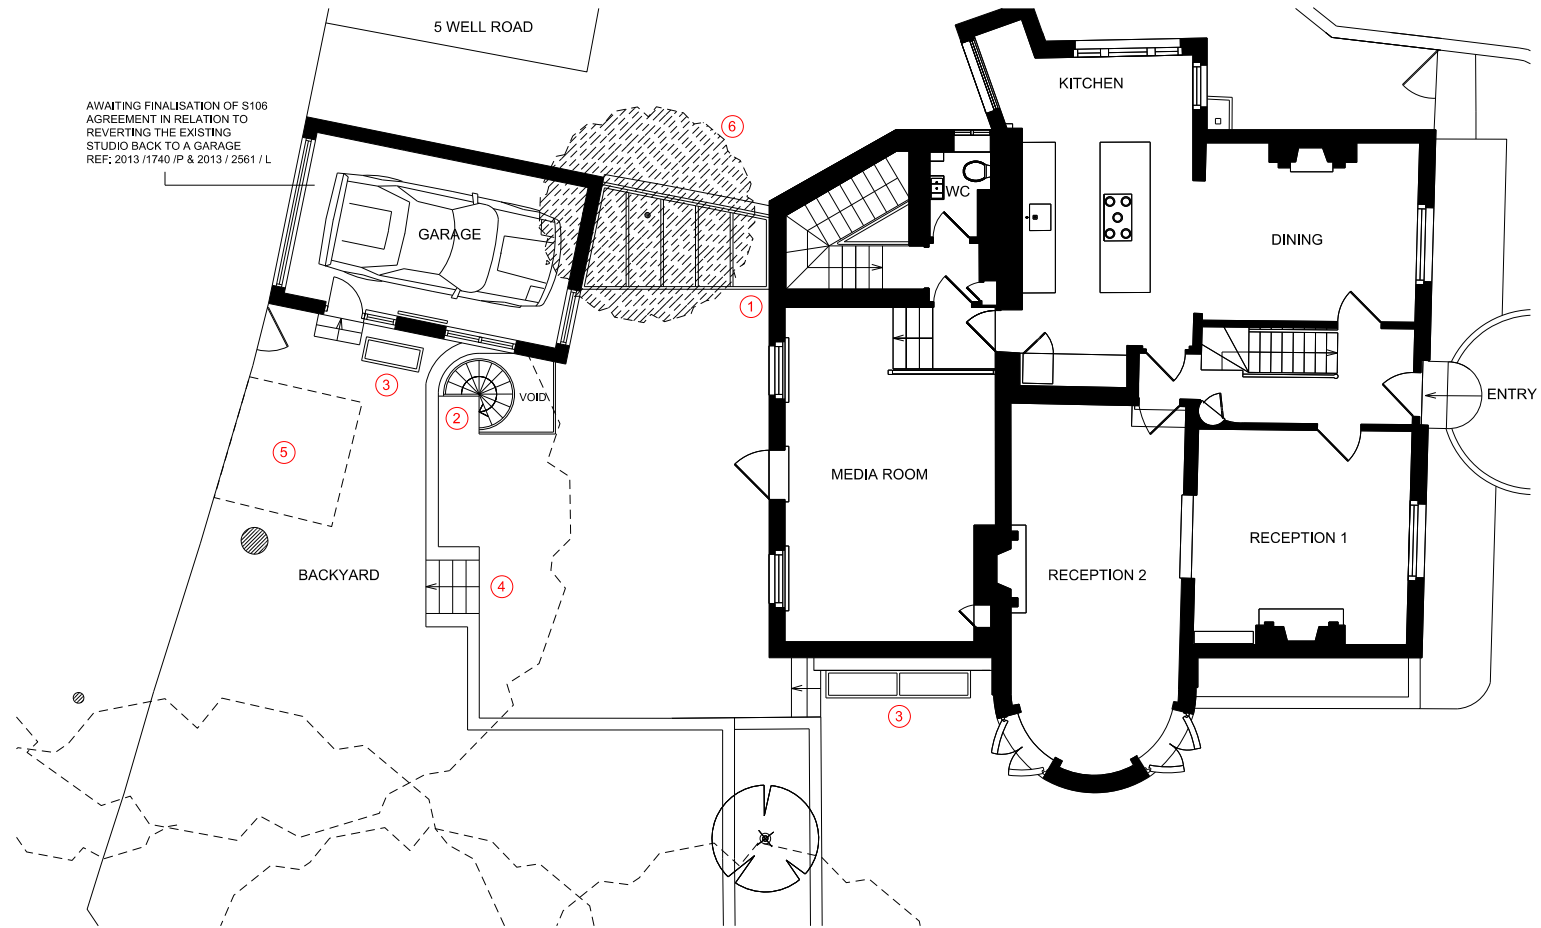 5 WELL ROAD
AWAITING FINALISATION OF S106
AGREEMENT IN RELATION TO
REVERTING THE EXISTING
STUDIO BACK TO A GARAGE
REF: 2013 /1740 /P & 2013 / 2561 / L
KITCHEN
6
WC
GARAGE
DINING
1
3
2
VOID
ENTRY
5
MEDIA ROOM
RECEPTION 1
BACKYARD
4
RECEPTION 2
3